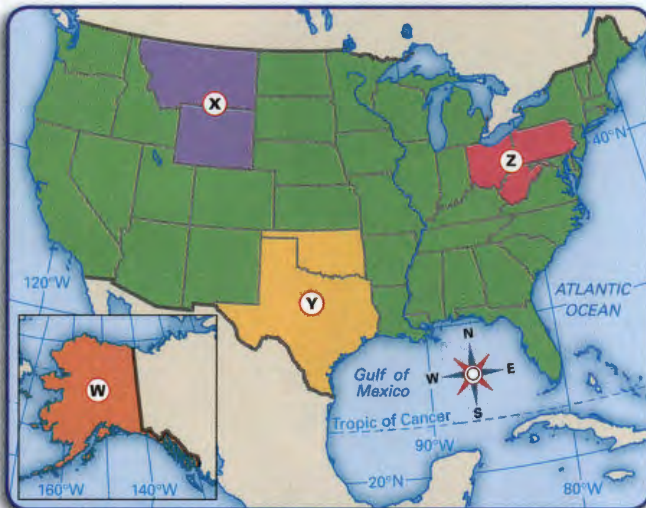 X
Z
40°N
120°W
Y
ATLANTIC
OCEAN
N
W
E
S
Gulf of
Mexico
Tropic of Cancer
90°W
20°N
80°W
W
160°W
140°W